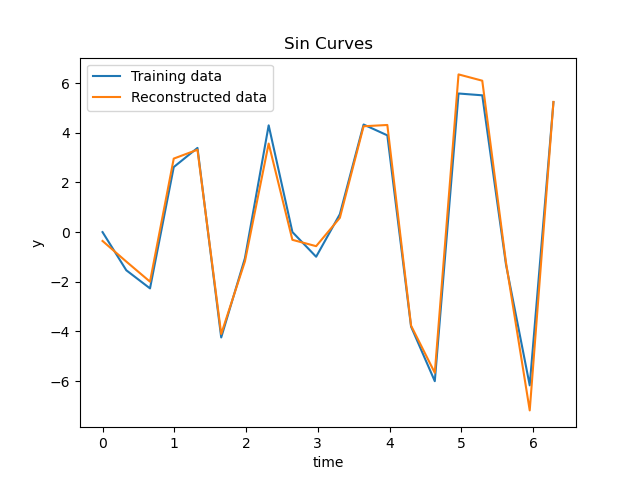 Sin Curves
Training data
Reconstructed data
6
4
2
0
−2
−4
−6
y
0 1 2 3 4 5 6
time